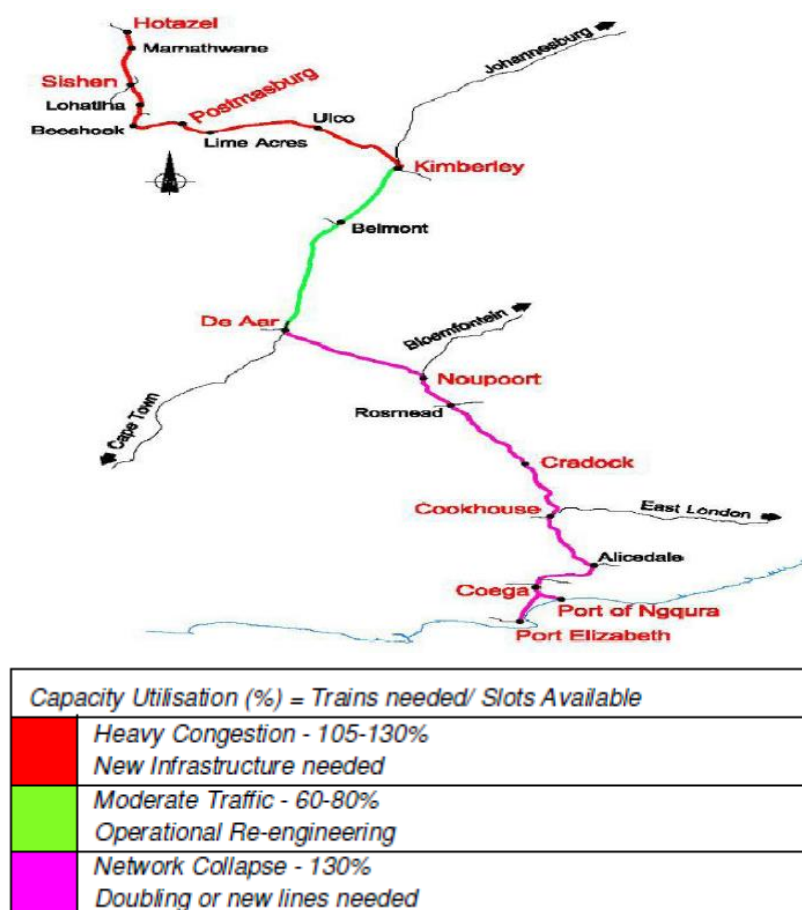 Hotazel
Mamathwane
Sishen
Lohatlha
Beeshoek
Postmasburg
Lime Acres
Ulco
Johannesburg
Kimberley
Belmont
De Aar
Bloemfontein
Noupoort
Rosmead
Cape Town
Cradock
Cookhouse
East London
Alicedale
Coega
Port of Ngqura
Port Elizabeth
Capacity Utilisation (%) = Trains needed/ Slots Available
Heavy Congestion - 105-130%
New Infrastructure needed
Moderate Traffic - 60-80%
Operational Re-engineering
Network Collapse - 130%
Doubling or new lines needed